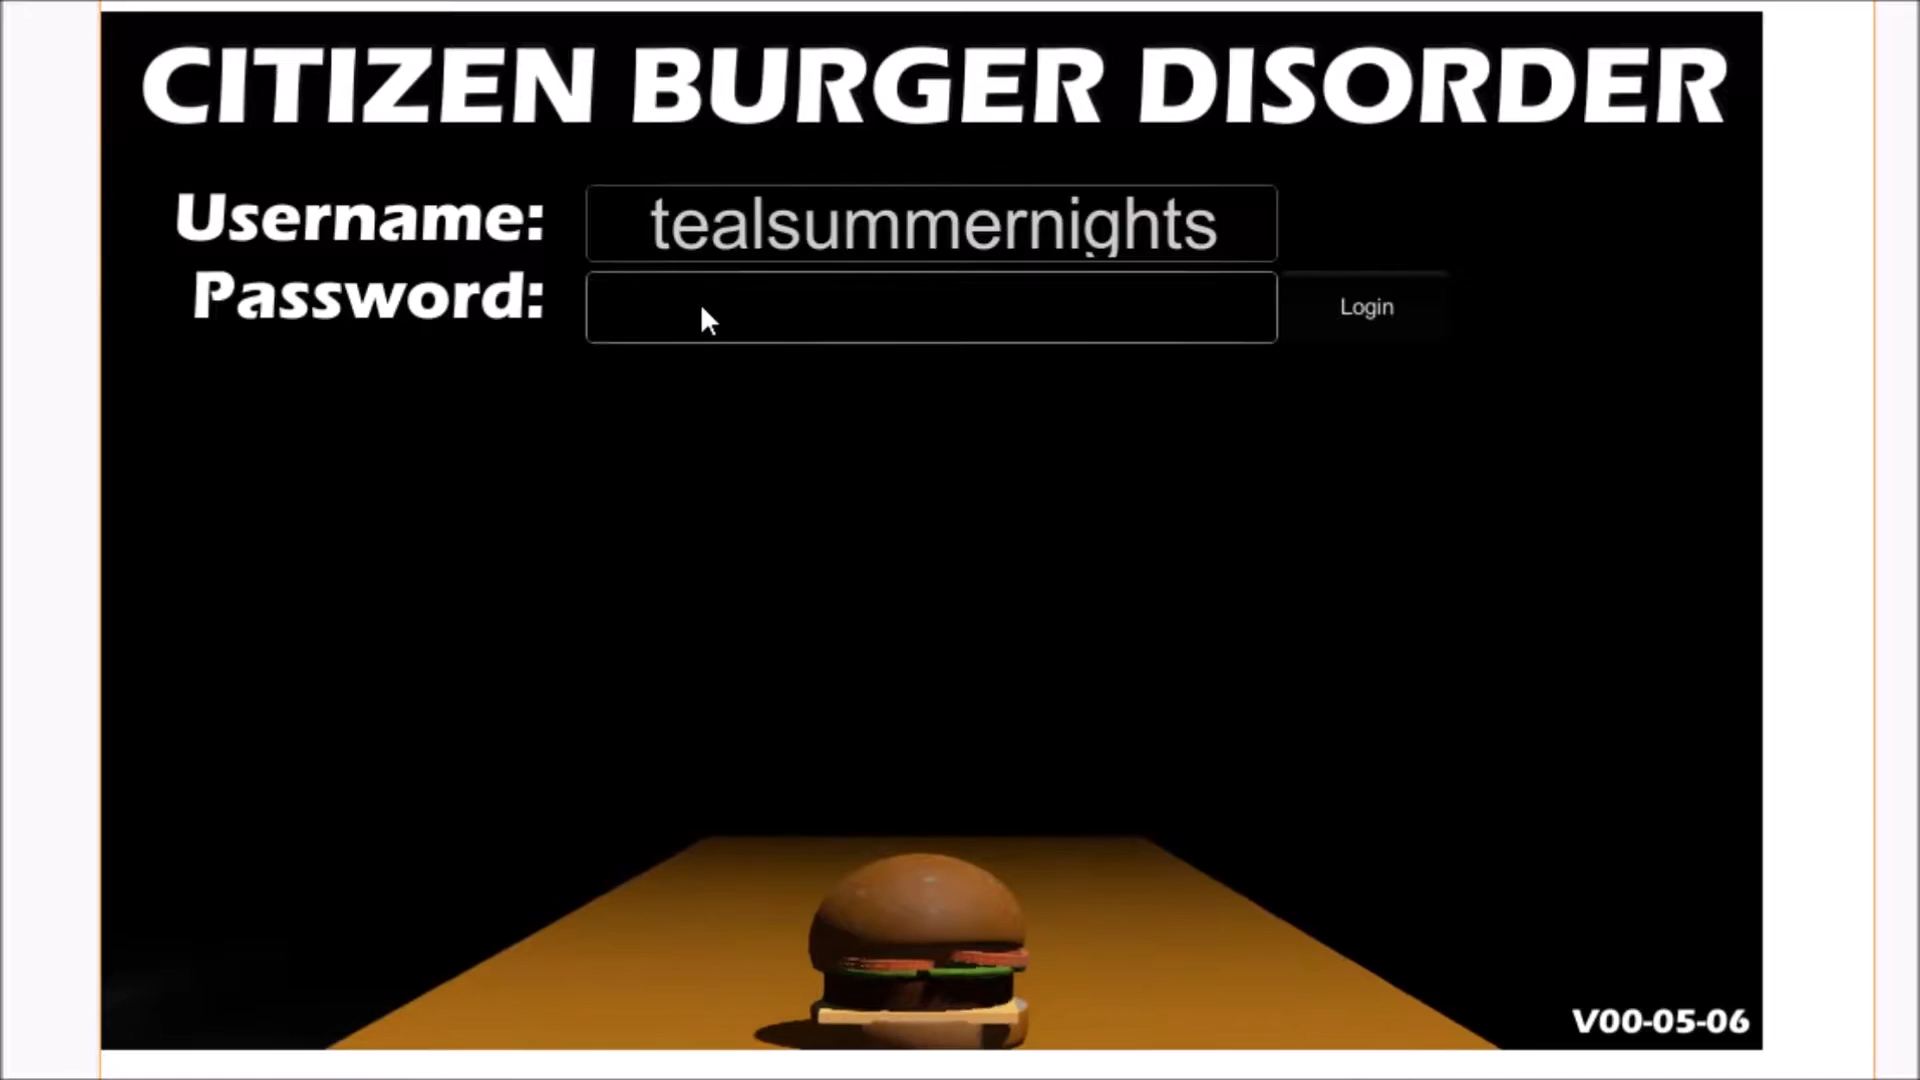 CITIZEN BURGER DISORDER
Username: tealsummernights
Password:
Login
V00-05-06